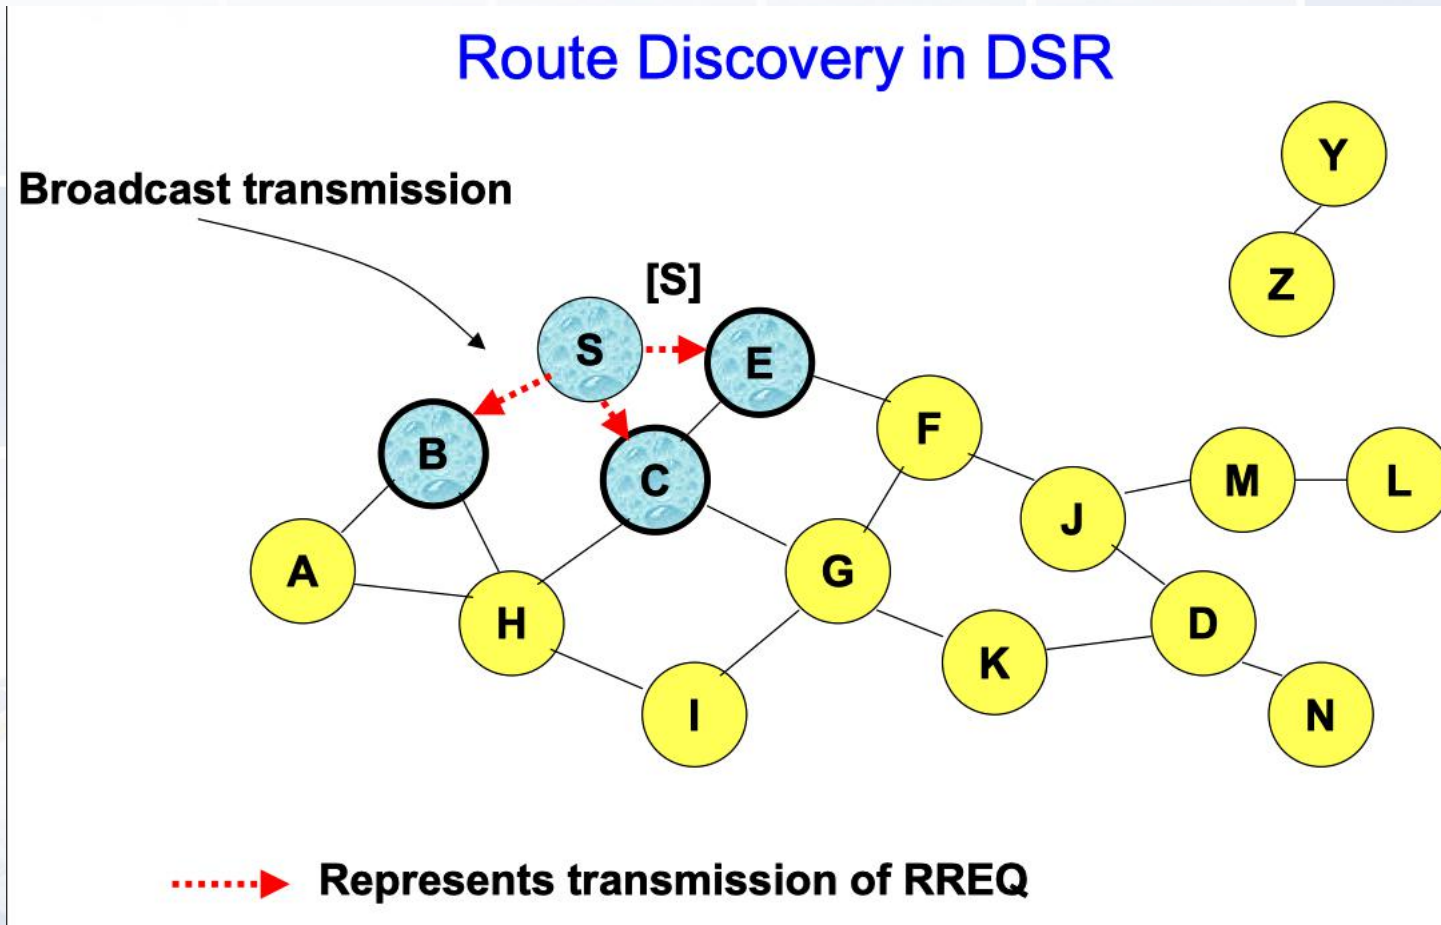 Route Discovery in DSR
Broadcast transmission
Y
Z
[S]
S
E
B
C
F
M
L
J
A
G
H
D
K
I
N
Represents transmission of RREQ